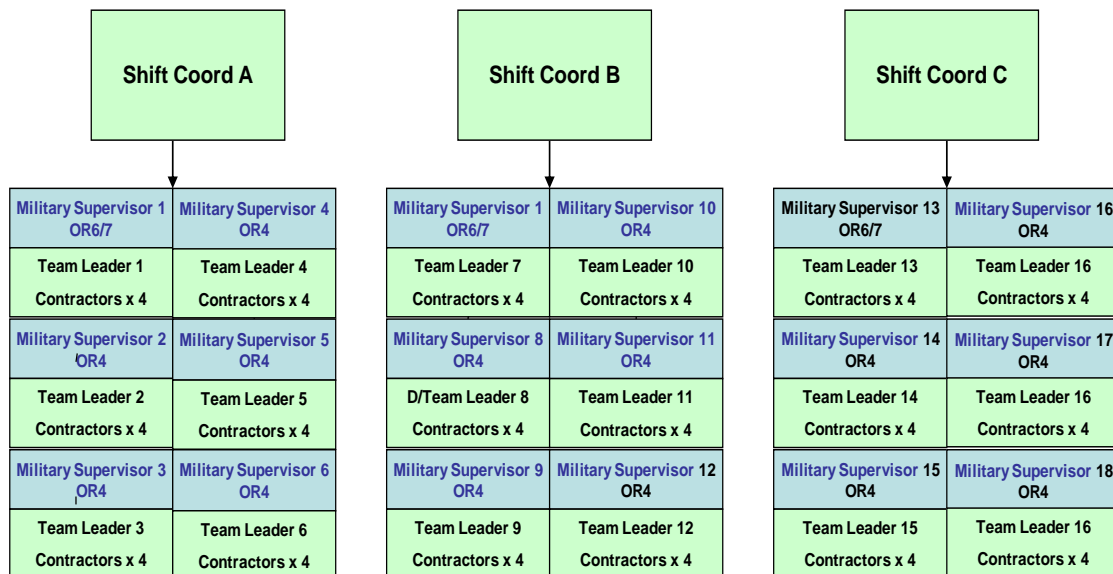 Shift Coord A
Military Supervisor 1
OR6/7
Military Supervisor 4
OR4
Team Leader 1
Contractors x 4
Team Leader 4
Contractors x 4
Military Supervisor 2
OR4
Military Supervisor 5
OR4
Team Leader 2
Contractors x 4
Team Leader 5
Contractors x 4
Military Supervisor 3
OR4
Military Supervisor 6
OR4
Team Leader 3
Contractors x 4
Team Leader 6
Contractors x 4
Shift Coord B
Military Supervisor 1
OR6/7
Military Supervisor 10
OR4
Team Leader 7
Contractors x 4
Team Leader 10
Contractors x 4
Military Supervisor 8
OR4
Military Supervisor 11
OR4
D/Team Leader 8
Contractors x 4
Team Leader 11
Contractors x 4
Military Supervisor 9
OR4
Military Supervisor 12
OR4
Team Leader 9
Contractors x 4
Team Leader 12
Contractors x 4
Shift Coord C
Military Supervisor 13
OR6/7
Military Supervisor 16
OR4
Team Leader 13
Contractors x 4
Team Leader 16
Contractors x 4
Military Supervisor 14
OR4
Military Supervisor 17
OR4
Team Leader 14
Contractors x 4
Team Leader 16
Contractors x 4
Military Supervisor 15
OR4
Military Supervisor 18
OR4
Team Leader 15
Contractors x 4
Team Leader 16
Contractors x 4